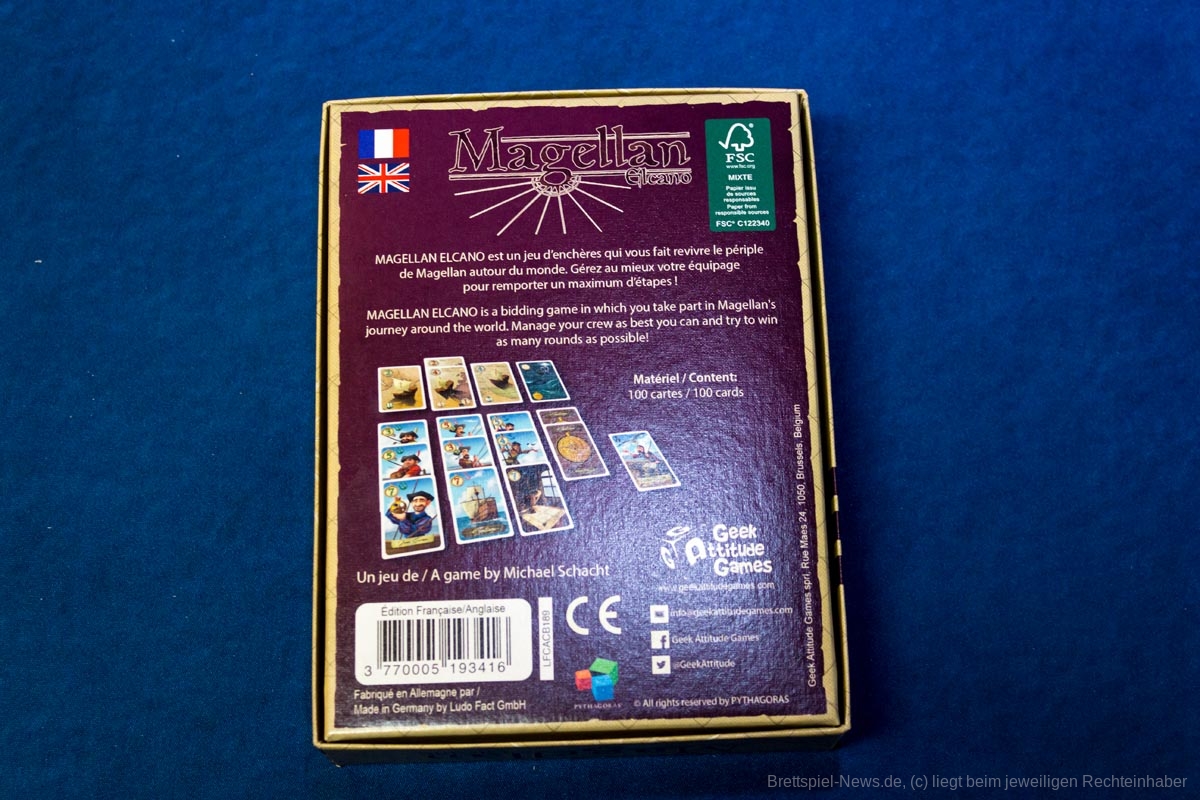 Magellan
Elcano
FSC
www.fsc.org
MIXTE
Papier issu
de sources
responsables
Paper from
responsible sources
FSC® C122340
MAGELLAN ELCANO est un jeu d'enchères qui vous fait revivre le périple
de Magellan autour du monde. Gérez au mieux votre équipage
pour remporter un maximum d'étapes !
MAGELLAN ELCANO is a bidding game in which you take part in Magellan's
journey around the world. Manage your crew as best you can and try to win
as many rounds as possible!
Matériel / Content:
100 cartes / 100 cards
Geek
Attitude
Games
www.geekattitudegames.com
Un jeu de / A game by Michael Schacht
Édition Française/Anglaise
3 770005 193416
LFCACB189
CE
info@geekattitudegames.com
Geek Attitude Games
@GeekAttitude
Fabriqué en Allemagne par /
Made in Germany by Ludo Fact GmbH
PYTHAGORAS
© All rights reserved by PYTHAGORAS
Geek Attitude Games sprl, Rue Maes 24, 1050, Brussels, Belgium
Brettspiel-News.de, (c) liegt beim jeweiligen Rechteinhaber